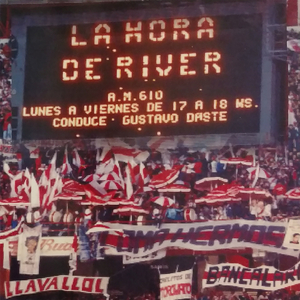 LA HORA
DE RIVER
A.M. 610
LUNES A VIERNES DE 17 A 18 HS.
CONDUCE - GUSTAVO DASTE
LLAVALLOL